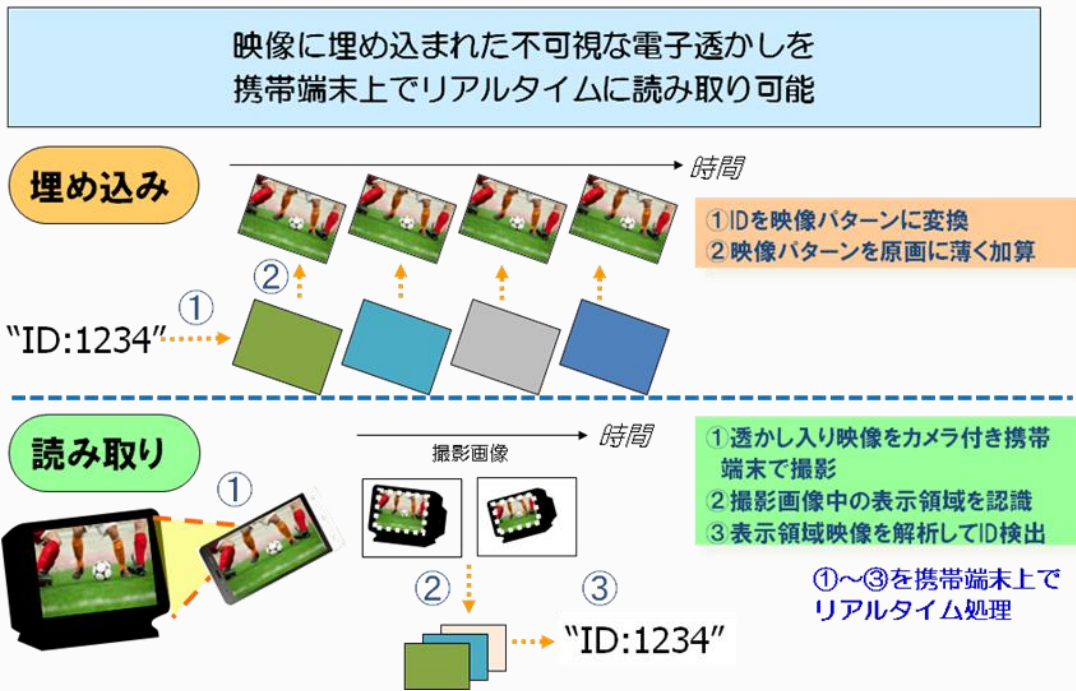 映像に埋め込まれた不可視な電子透かしを
携帯端末上でリアルタイムに読み取り可能
埋め込み
時間
①IDを映像パターンに変換
②映像パターンを原画に薄く加算
②
①
“ID:1234”
読み取り
時間
撮影画像
①透かし入り映像をカメラ付き携帯
端末で撮影
②撮影画像中の表示領域を認識
③表示領域映像を解析してID検出
①
②
③
“ID:1234”
①～③を携帯端末上で
リアルタイム処理